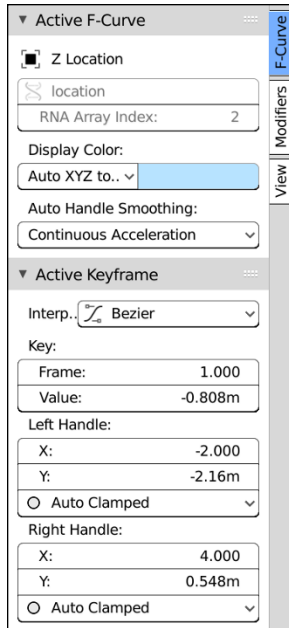 Active F-Curve
Z Location
location
RNA Array Index: 2
Display Color:
Auto XYZ to..
Auto Handle Smoothing:
Continuous Acceleration
Active Keyframe
Interp.. Bezier
Key:
Frame: 1.000
Value: -0.808m
Left Handle:
X: -2.000
Y: -2.16m
Auto Clamped
Right Handle:
X: 4.000
Y: 0.548m
Auto Clamped
F-Curve
Modifiers
View